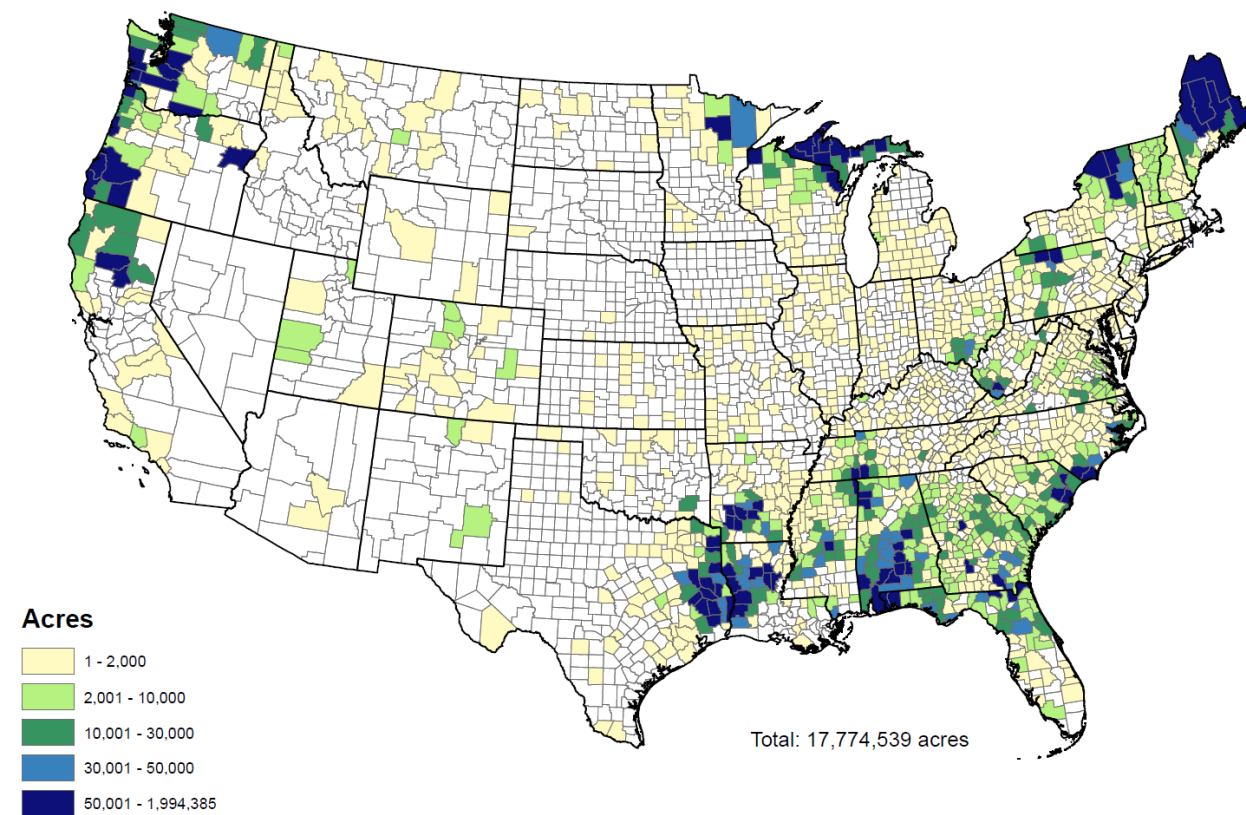 Acres
1 - 2,000
2,001 - 10,000
10,001 - 30,000
30,001 - 50,000
50,001 - 1,994,385
Total: 17,774,539 acres